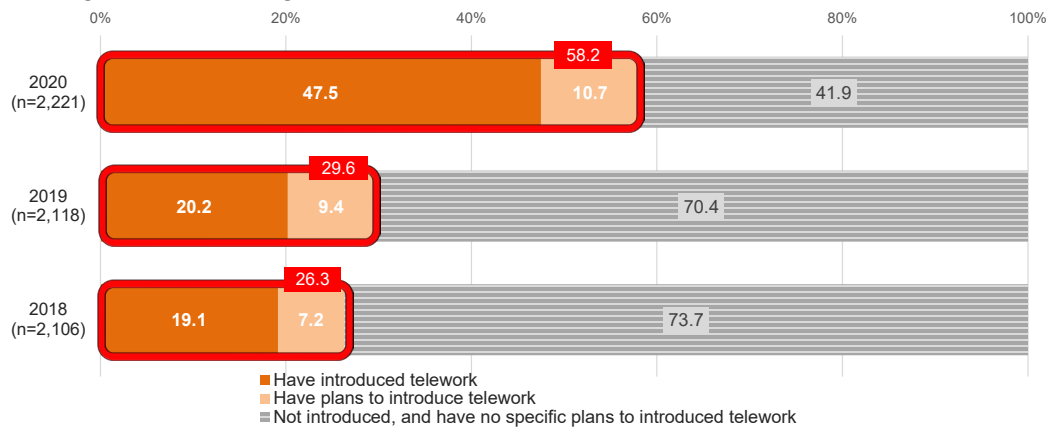 0% 20% 40% 60% 80% 100%
58.2
2020
(n=2,221)
47.5 10.7 41.9
29.6
2019
(n=2,118)
20.2 9.4 70.4
26.3
2018
(n=2,106)
19.1 7.2 73.7
Have introduced telework
Have plans to introduce telework
Not introduced, and have no specific plans to introduced telework